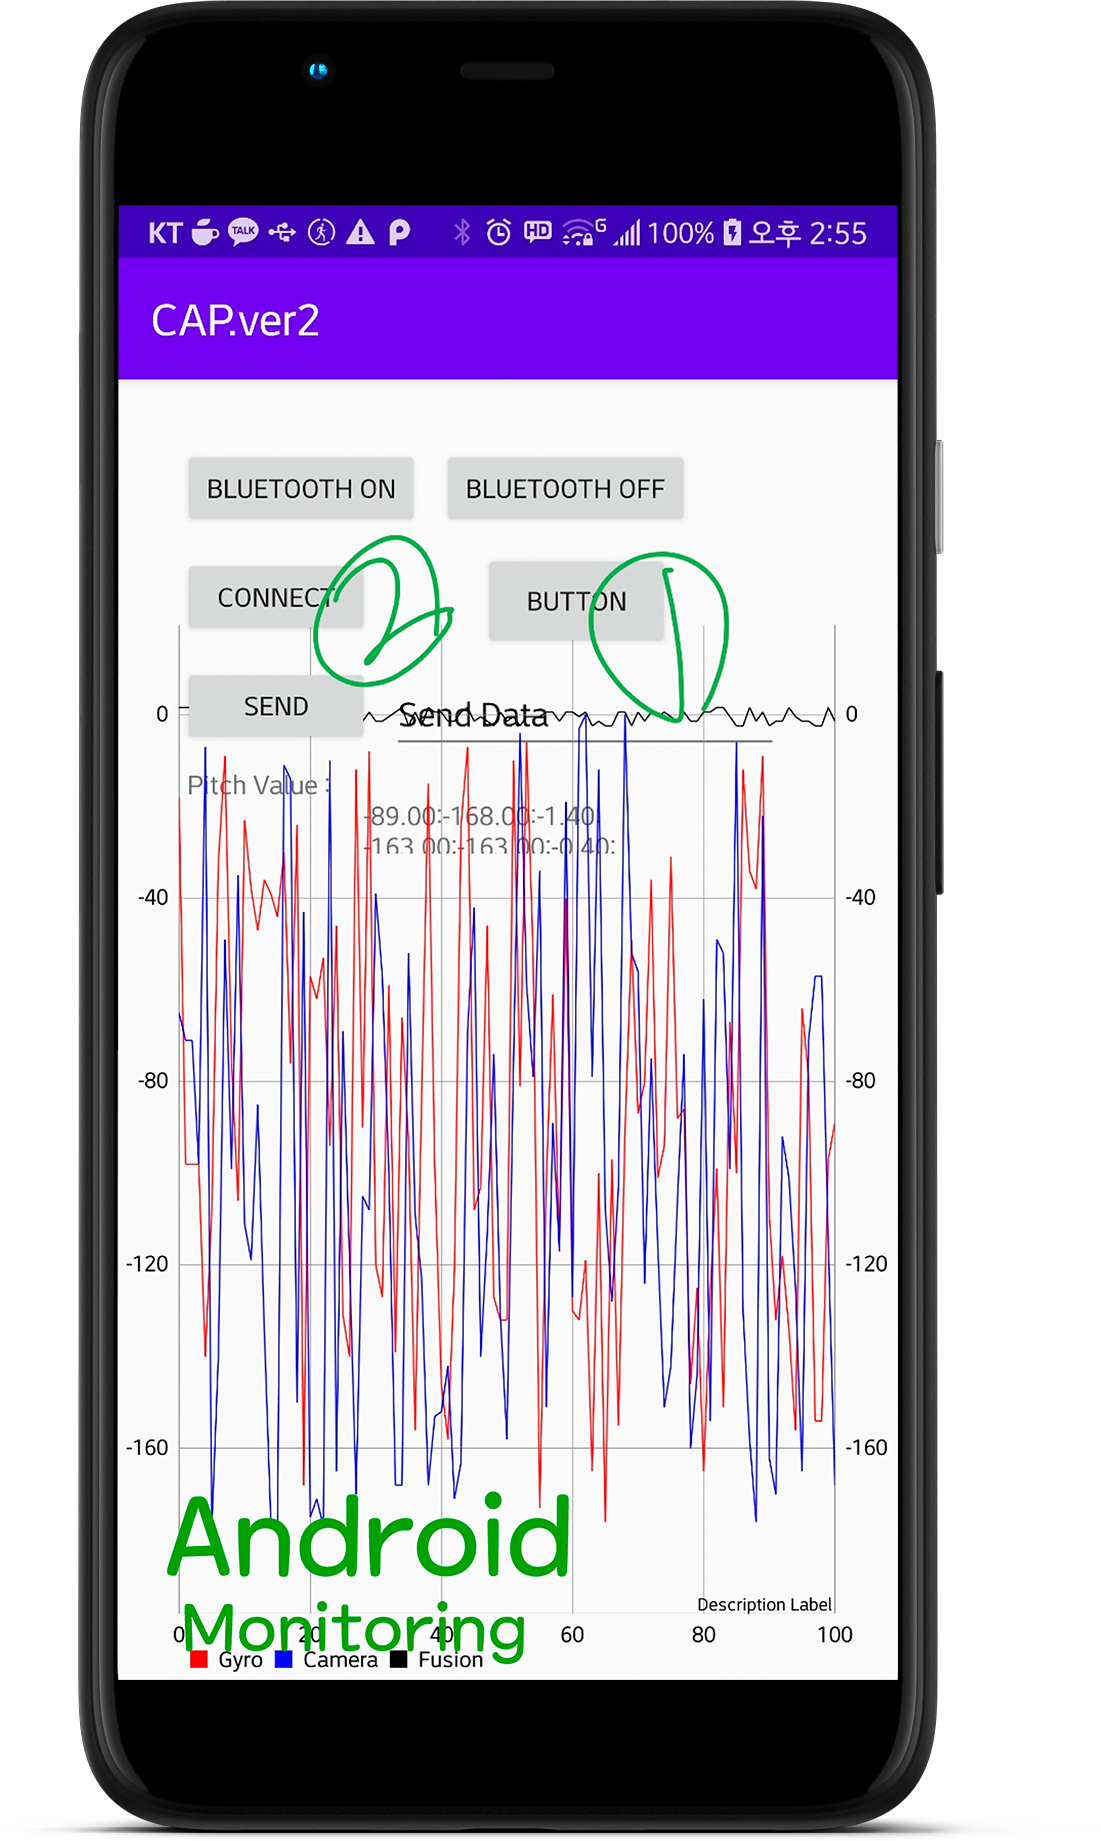 KT TALK HD G 100% 오후 2:55
CAP.ver2
BLUETOOTH ON BLUETOOTH OFF
CONNECT 2 BUTTON 1
SEND Send Data
0 0
Pitch Value :
-89.00:-168.00:-1.40:
-163.00:-163.00:-0.40:
-40 -40
-80 -80
-120 -120
-160 -160
Android
Description Label
Monitoring
0 20 40 60 80 100
Gyro Camera Fusion